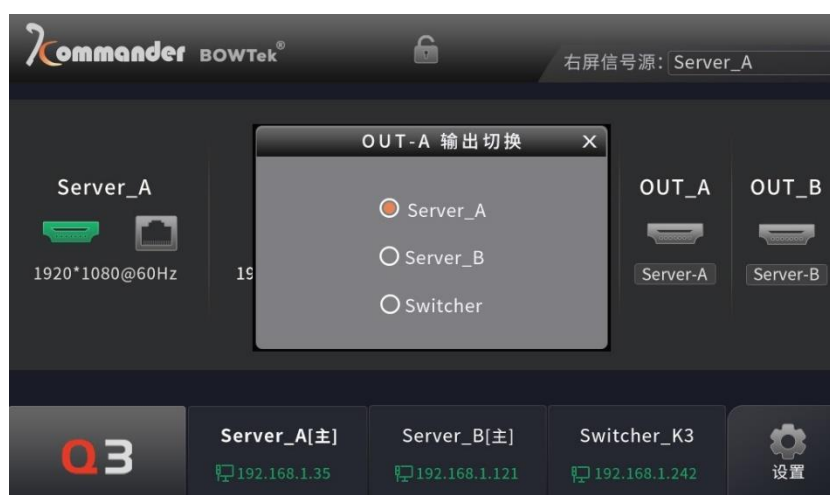 Commander BOWTek®
右屏信号源: Server_A
OUT-A 输出切换 X
Server_A
Server_B
Switcher
Server_A
1920*1080@60Hz
19
OUT_A
Server-A
OUT_B
Server-B
Q3
Server_A[主]
192.168.1.35
Server_B[主]
192.168.1.121
Switcher_K3
192.168.1.242
设置